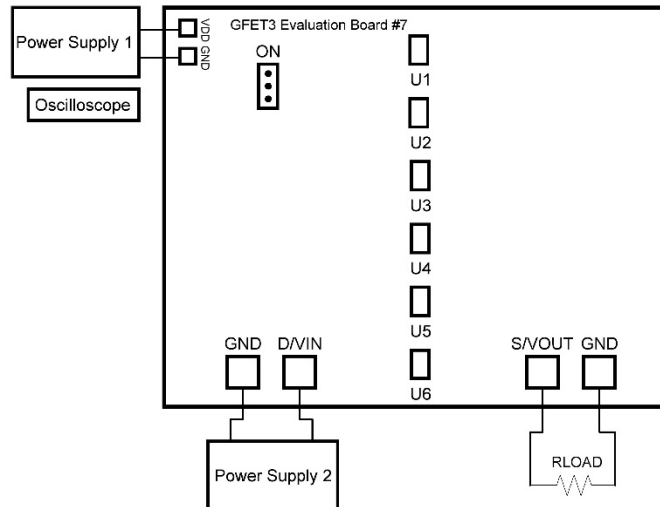 Power Supply 1
VDD
GND
GFET3 Evaluation Board #7
ON
Oscilloscope
U1
U2
U3
U4
U5
U6
GND D/VIN
S/VOUT GND
Power Supply 2
RLOAD